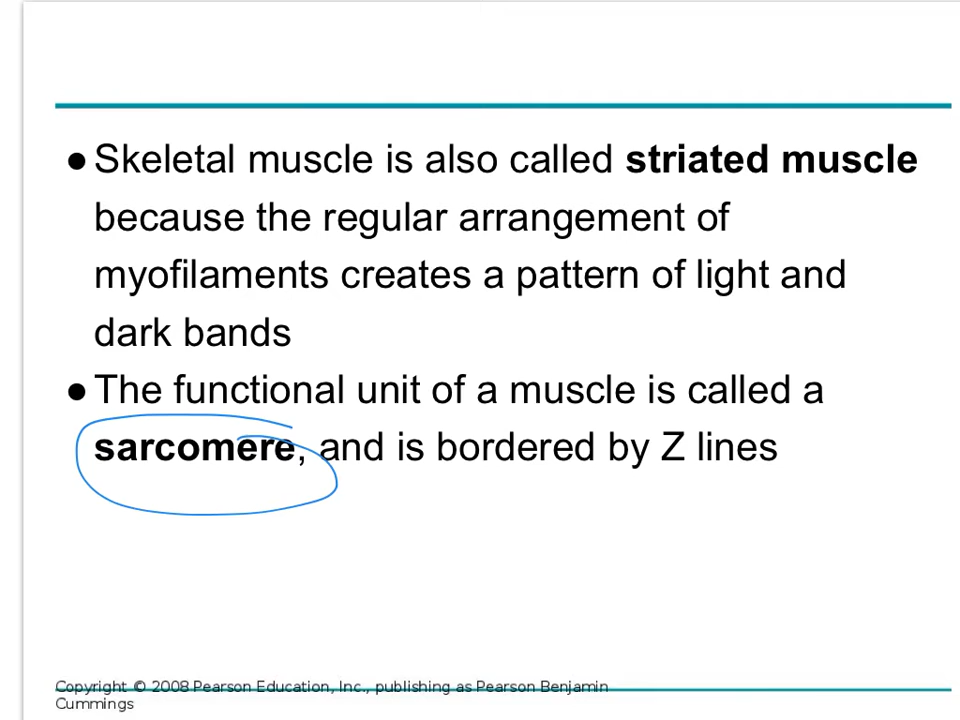 ●Skeletal muscle is also called striated muscle
because the regular arrangement of
myofilaments creates a pattern of light and
dark bands
●The functional unit of a muscle is called a
sarcomere, and is bordered by Z lines
Copyright © 2008 Pearson Education, Inc., publishing as Pearson Benjamin
Cummings